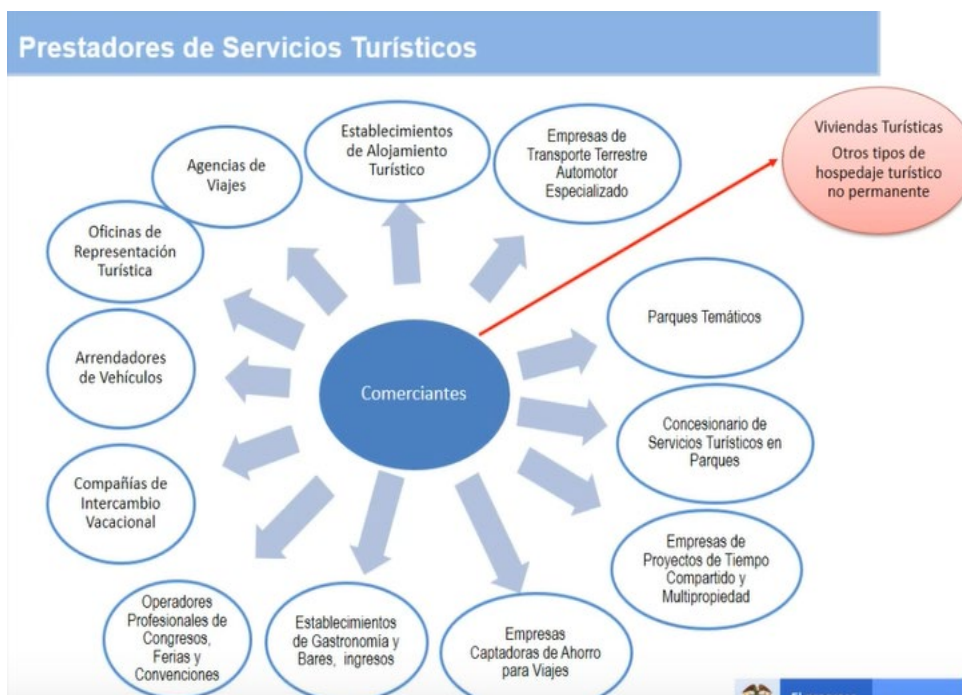 Prestadores de Servicios Turísticos
Establecimientos
de Alojamiento
Turístico
Empresas de
Transporte Terrestre
Automotor
Especializado
Viviendas Turísticas
Otros tipos de
hospedaje turístico
no permanente
Agencias de
Viajes
Oficinas de
Representación
Turística
Parques Temáticos
Arrendadores
de Vehículos
Comerciantes
Concesionario de
Servicios Turísticos en
Parques
Compañías de
Intercambio
Vacacional
Empresas de
Proyectos de Tiempo
Compartido y
Multipropiedad
Operadores
Profesionales de
Congresos,
Ferias y
Convenciones
Establecimientos
de Gastronomía y
Bares, ingresos
Empresas
Captadoras de Ahorro
para Viajes